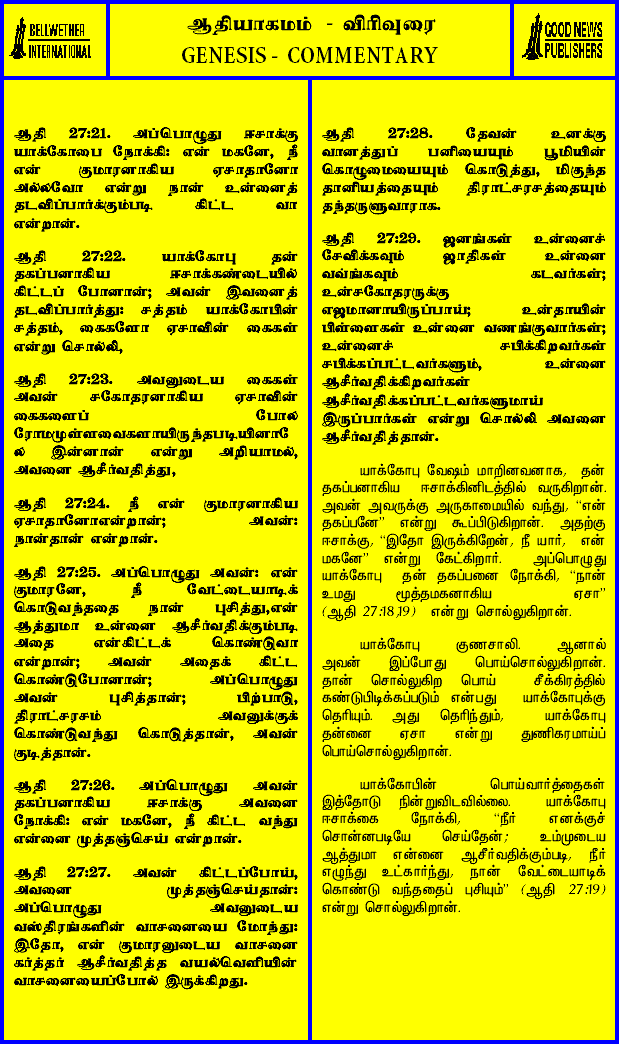 BELLWETHER
INTERNATIONAL
ஆதியாகமம் - விரிவுரை
GENESIS - COMMENTARY
GOOD NEWS
PUBLISHERS
ஆதி 27:21. அப்பொழுது ஈசாக்கு
யாக்கோபை நோக்கி: என் மகனே, நீ
என் குமாரனாகிய ஏசாதானோ
அல்லவோ என்று நான் உன்னைத்
தடவிப்பார்க்கும்படி கிட்ட வா
என்றான்.
ஆதி 27:22. யாக்கோபு தன்
தகப்பனாகிய ஈசாக்கண்டையில்
கிட்டப் போனான்; அவன் இவனைத்
தடவிப்பார்த்து: சத்தம் யாக்கோபின்
சத்தம், கைகளோ ஏசாவின் கைகள்
என்று சொல்லி,
ஆதி 27:23. அவனுடைய கைகள்
அவன் சகோதரனாகிய ஏசாவின்
கைகளைப் போல
ரோமமுள்ளவைகளாயிருந்தபடியினாலே
ல் இன்னான் என்று அறியாமல்,
அவனை ஆசீர்வதித்து,
ஆதி 27:24. நீ என் குமாரனாகிய
ஏசாதானோஎன்றான்; அவன்:
நான்தான் என்றான்.
ஆதி 27:25. அப்பொழுது அவன்: என்
குமாரனே, நீ வேட்டையாடிக்
கொடுவந்ததை நான் புசித்து,என்
ஆத்துமா உன்னை ஆசீர்வதிக்கும்படி
அதை என்கிட்டக் கொண்டுவா
என்றான்; அவன் அதைக் கிட்ட
கொண்டுபோனான்; அப்பொழுது
அவன் புசித்தான்; பிற்பாடு,
திராட்சரசம் அவனுக்குக்
கொண்டுவந்து கொடுத்தான், அவன்
குடித்தான்.
ஆதி 27:26. அப்பொழுது அவன்
தகப்பனாகிய ஈசாக்கு அவனை
நோக்கி: என் மகனே, நீ கிட்ட வந்து
என்னை முத்தஞ்செய் என்றான்.
ஆதி 27:27. அவன் கிட்டப்போய்,
அவனை முத்தஞ்செய்தான்:
அப்பொழுது அவனுடைய
வஸ்திரங்களின் வாசனையை மோந்து:
இதோ, என் குமாரனுடைய வாசனை
கர்த்தர் ஆசீர்வதித்த வயல்வெளியின்
வாசனையைப்போல் இருக்கிறது.
ஆதி 27:28. தேவன் உனக்கு
வானத்துப் பனியையும் பூமியின்
கொழுமையையும் கொடுத்து, மிகுந்த
தானியத்தையும் திராட்சரசத்தையும்
தந்தருளுவாராக.
ஆதி 27:29. ஜனங்கள் உன்னைச்
சேவிக்கவும் ஜாதிகள் உன்னை
வவ்ங்கவும் கடவர்கள்;
உன்சகோதரருக்கு
எஜமானாயிருப்பாய்; உன்தாயின்
பிள்ளைகள் உன்னை வணங்குவார்கள்;
உன்னைச் சபிக்கிறவர்கள்
சபிக்கப்பட்டவர்களும், உன்னை
ஆசீர்வதிக்கிறவர்கள்
ஆசீர்வதிக்கப்பட்டவர்களுமாய்
இருப்பார்கள் என்று சொல்லி அவனை
ஆசீர்வதித்தான்.
யாக்கோபு வேஷம் மாறினவனாக, தன்
தகப்பனாகிய ஈசாக்கினிடத்தில் வருகிறான்.
அவன் அவருக்கு அருகாமையில் வந்து, “என்
தகப்பனே” என்று கூப்பிடுகிறான். அதற்கு
ஈசாக்கு, “இதோ இருக்கிறேன், நீ யார், என்
மகனே” என்று கேட்கிறார். அப்பொழுது
யாக்கோபு தன் தகப்பனை நோக்கி, “நான்
உமது மூத்தமகனாகிய ஏசா”
(ஆதி 27:18,19) என்று சொல்லுகிறான்.
யாக்கோபு குணசாலி. ஆனால்
அவன் இப்போது பொய்சொல்லுகிறான்.
தான் சொல்லுகிற பொய் சீக்கிரத்தில்
கண்டுபிடிக்கப்படும் என்பது யாக்கோபுக்கு
தெரியும். அது தெரிந்தும், யாக்கோபு
தன்னை ஏசா என்று துணிகரமாய்ப்
பொய்சொல்லுகிறான்.
யாக்கோபின் பொய்வார்த்தைகள்
இத்தோடு நின்றுவிடவில்லை. யாக்கோபு
ஈசாக்கை நோக்கி, “நீர் எனக்குச்
சொன்னபடியே செய்தேன்; உம்முடைய
ஆத்துமா என்னை ஆசீர்வதிக்கும்படி, நீர்
எழுந்து உட்கார்ந்து, நான் வேட்டையாடிக்
கொண்டு வந்ததைப் புசியும்” (ஆதி 27:19)
என்று சொல்லுகிறான்.